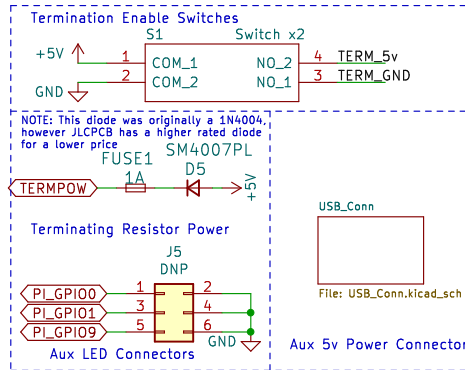 Termination Enable Switches
S1 Switch x2
+5V 1 COM_1 NO_2 4 TERM_5v
GND 2 COM_2 NO_1 3 TERM_GND
NOTE: This diode was originally a 1N4004,
however JLCPCB has a higher rated diode
for a lower price
FUSE1 SM4007PL
1A D5
TERMPOW +5V
Terminating Resistor Power
J5
DNP
PI_GPIO0 1 2
PI_GPIO1 3 4
PI_GPIO9 5 6 GND
Aux LED Connectors
USB_Conn
File: USB_Conn.kicad_sch
Aux 5v Power Connector